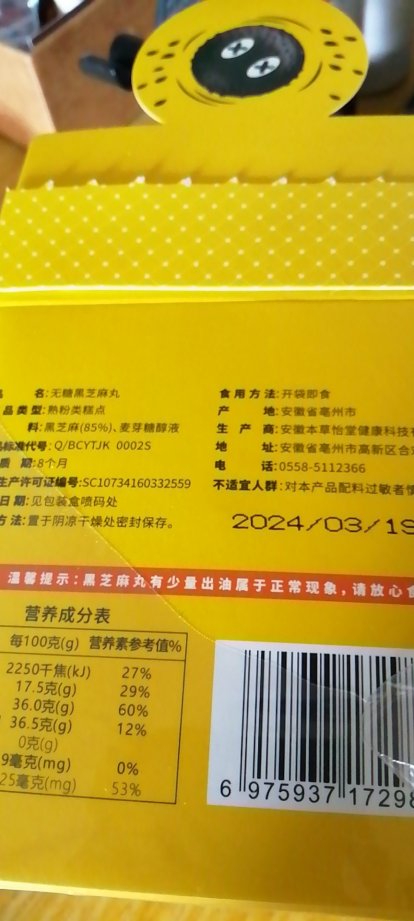 名:无糖黑芝麻丸
品类型:熟粉类糕点
料:黑芝麻(85%)、麦芽糖醇液
标准代号:Q/BCYTJK 0002S
质 期:8个月
生产许可证编号:SC10734160332559
日期:见包装盒喷码处
方法:置于阴凉干燥处密封保存。
食用方法:开袋即食
产 地:安徽省亳州市
生产商:安徽本草怡堂健康科技
地 址:安徽省亳州市高新区合
电 话:0558-5112366
不适宜人群:对本产品配料过敏者
2024/03/19
温馨提示:黑芝麻丸有少量出油属于正常现象,请放心
营养成分表
每100克(g) 营养素参考值%
2250千焦(kJ) 27%
17.5克(g) 29%
36.0克(g) 60%
36.5克(g) 12%
0克(g)
9毫克(mg) 0%
25毫克(mg) 53%
6 975937 17298